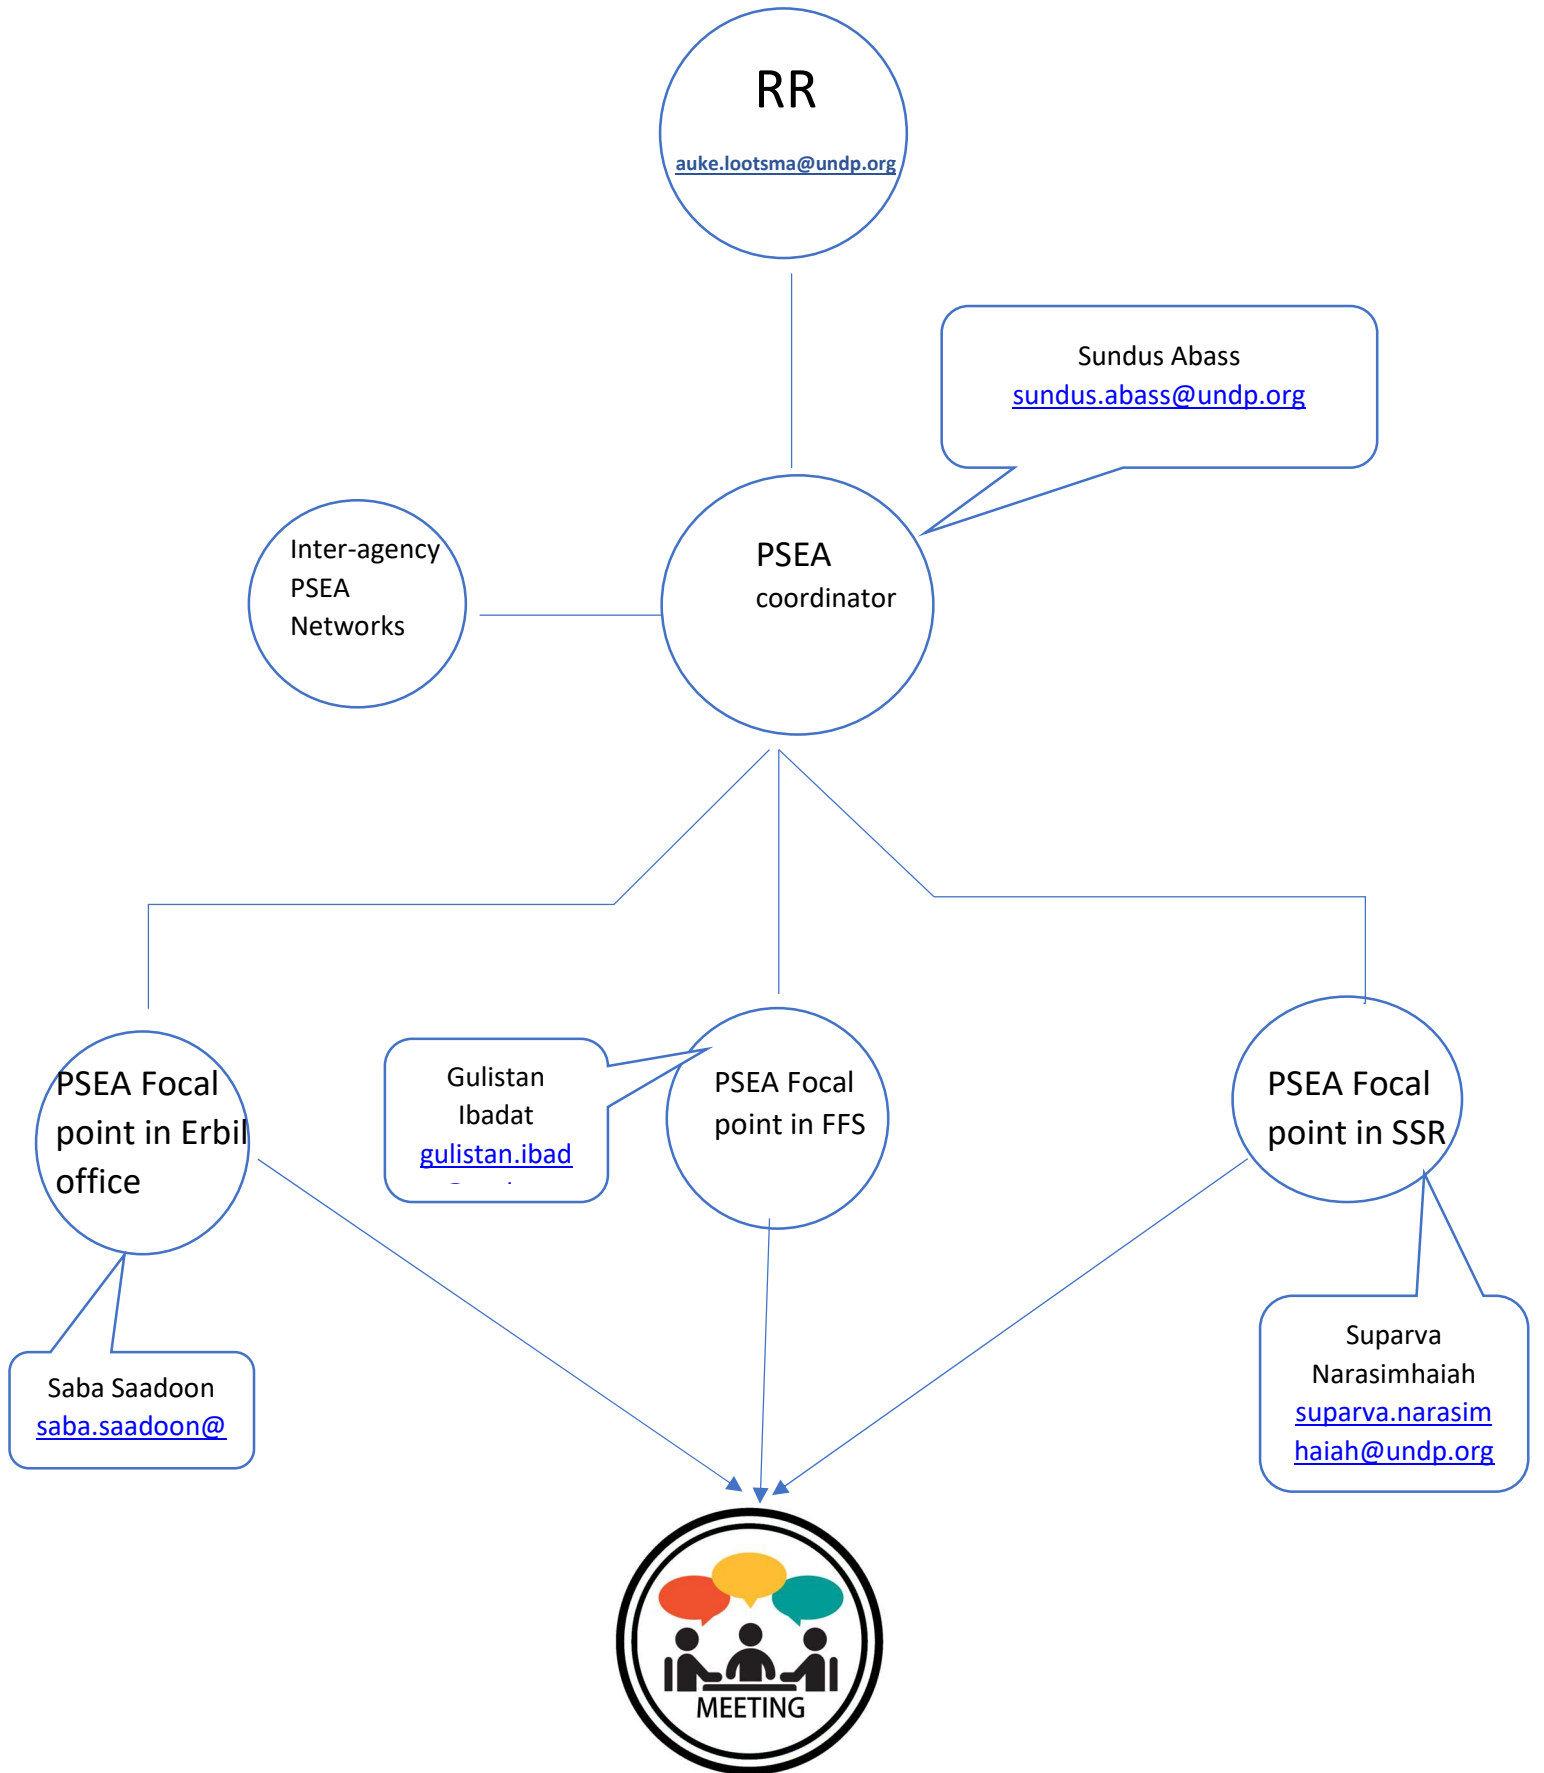 RR
auke.lootsma@undp.org
Sundus Abass
sundus.abass@undp.org
Inter-agency
PSEA
Networks
PSEA
coordinator
PSEA Focal
point in Erbil
office
Gulistan
Ibadat
gulistan.ibad
PSEA Focal
point in FFS
PSEA Focal
point in SSR
Saba Saadoon
saba.saadoon@
Suparva
Narasimhaiah
suparva.narasim
haiah@undp.org
MEETING